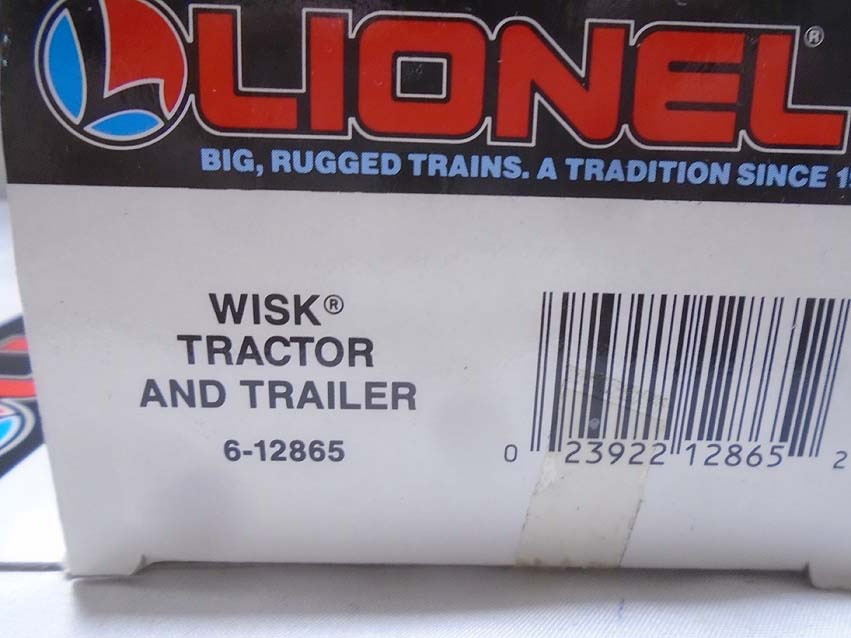 LIONEL®
BIG, RUGGED TRAINS. A TRADITION SINCE
WISK®
TRACTOR
AND TRAILER
6-12865
0 23922 12865 2